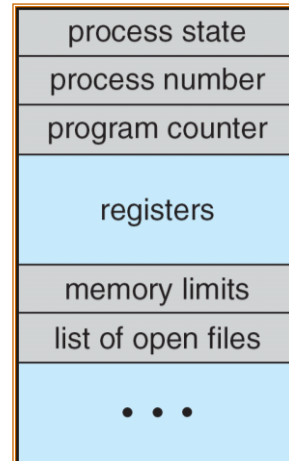 process state
process number
program counter
registers
memory limits
list of open files
• • •